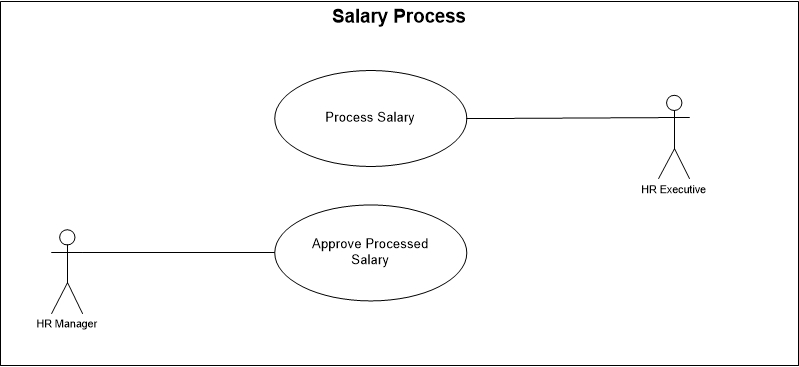 Salary Process
Process Salary
HR Executive
Approve Processed
Salary
HR Manager